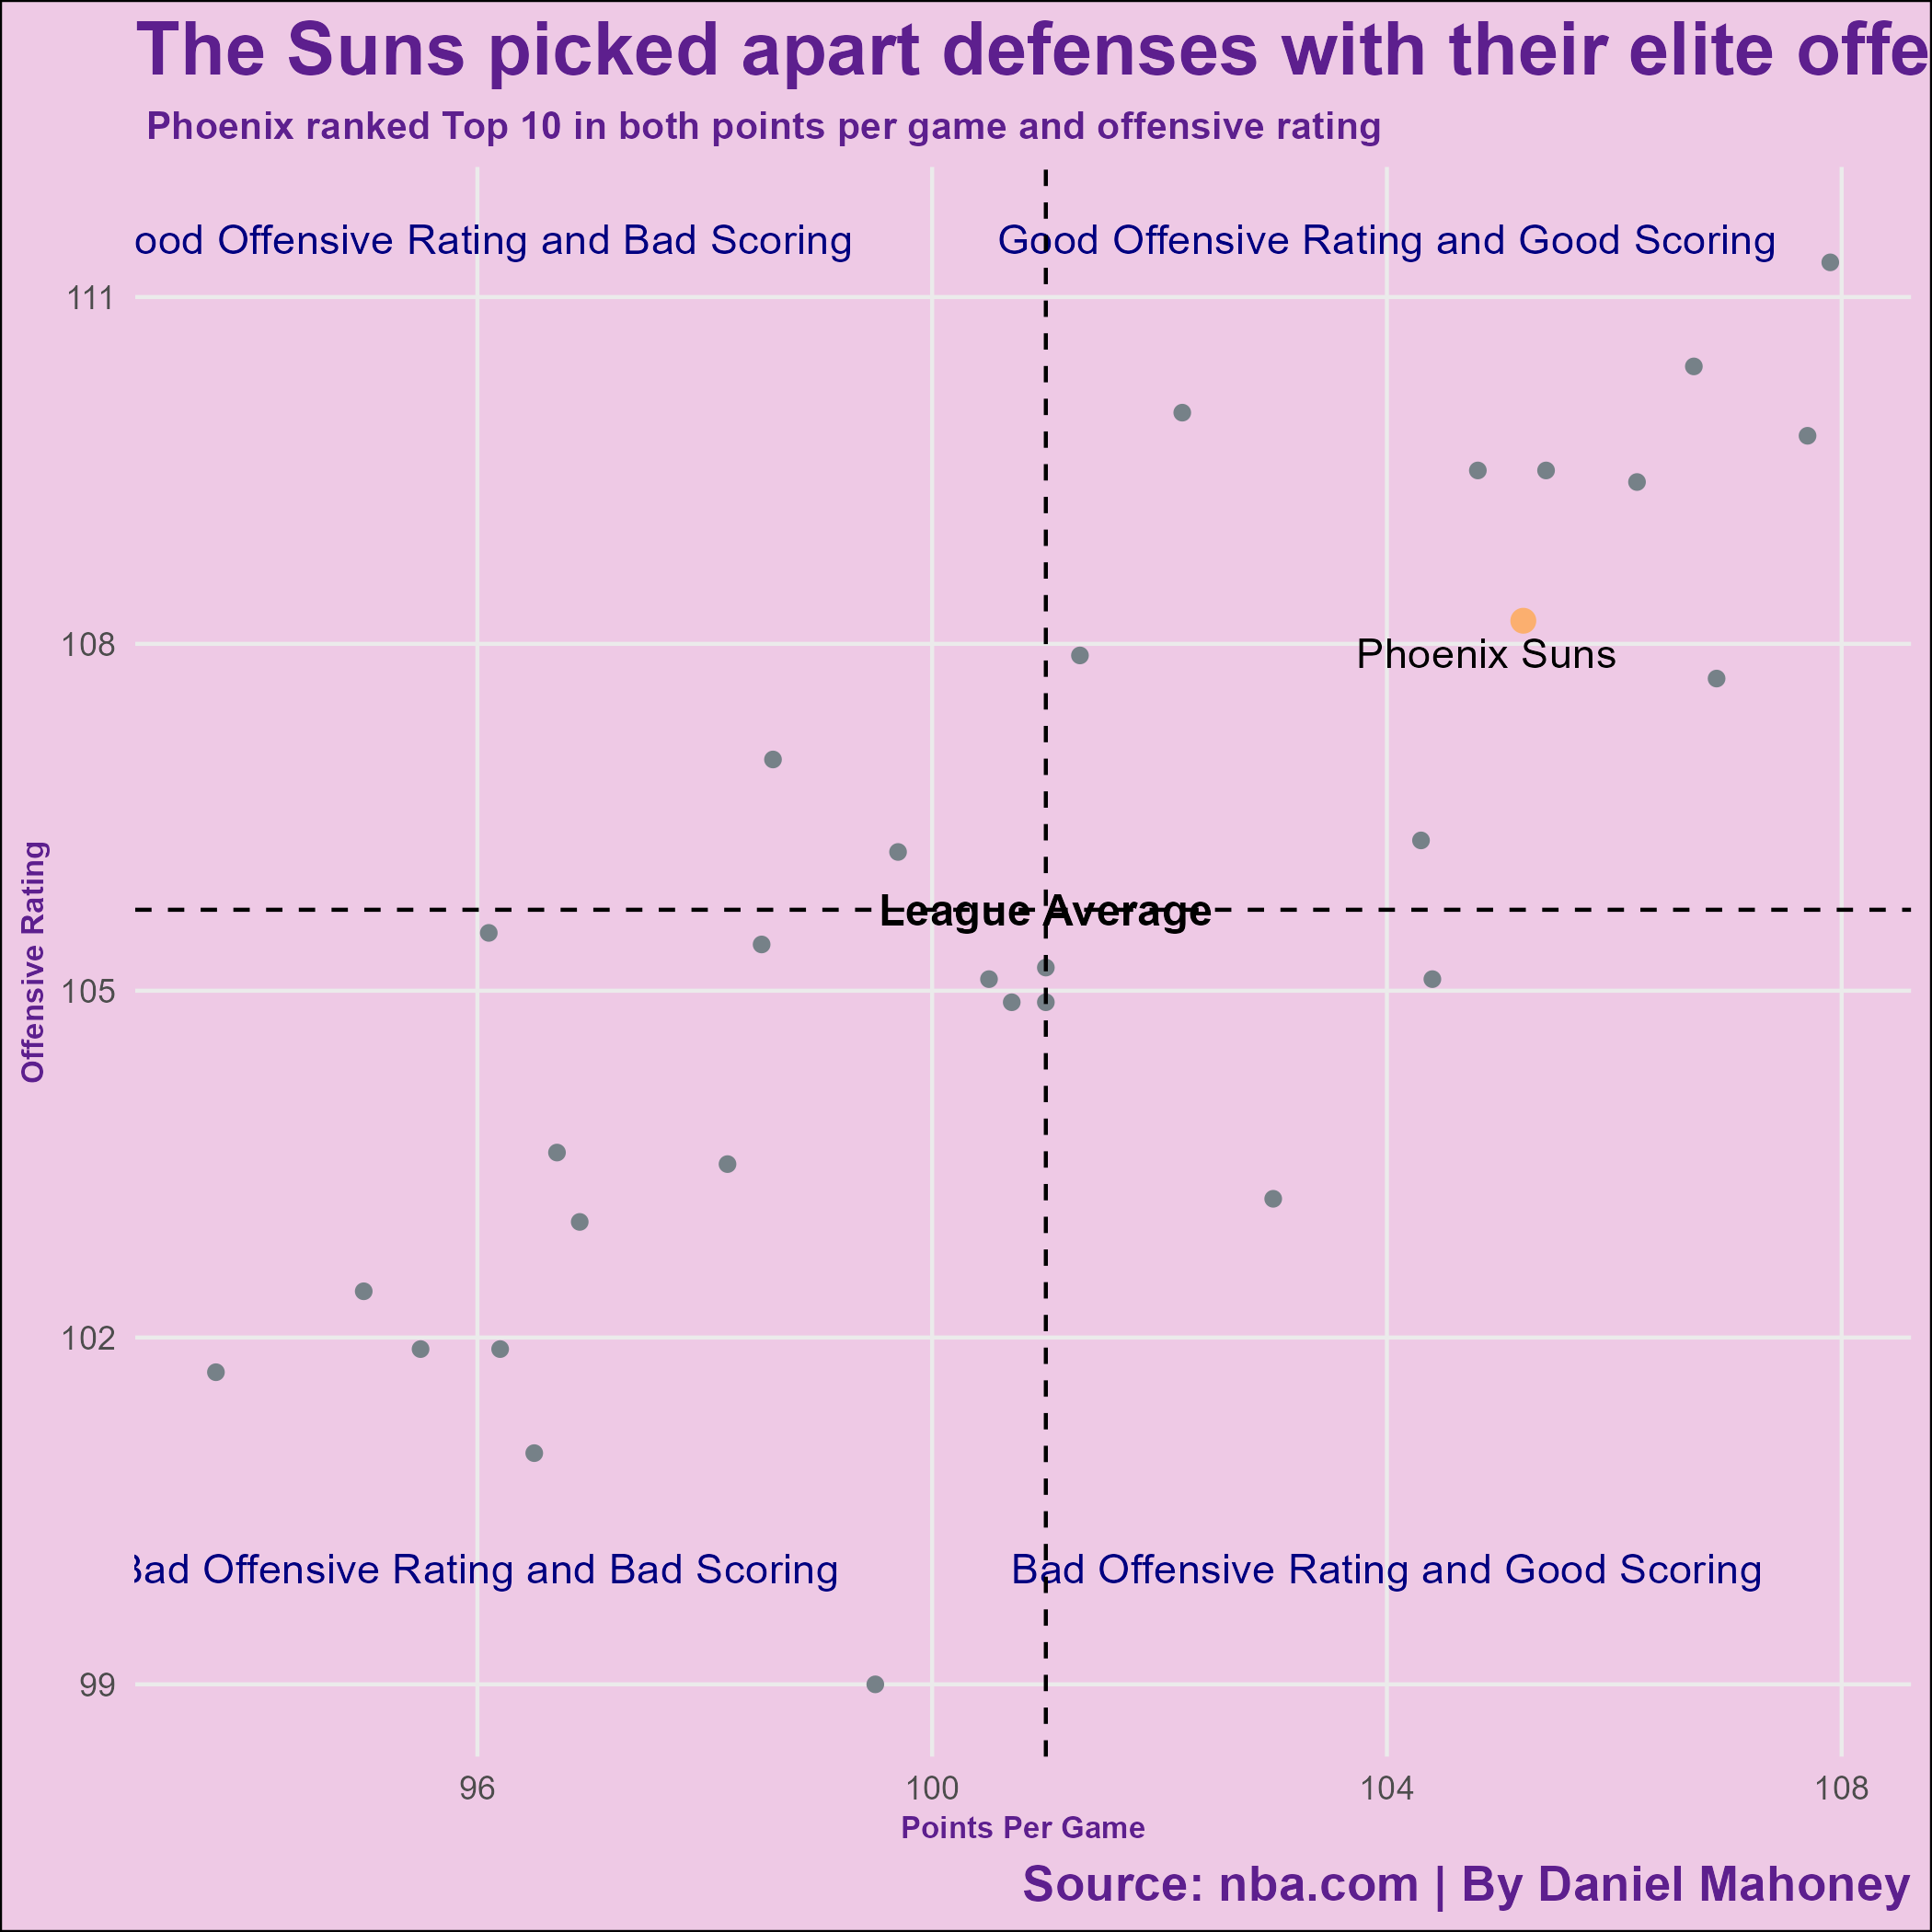 The Suns picked apart defenses with their elite offe
Phoenix ranked Top 10 in both points per game and offensive rating
ood Offensive Rating and Bad Scoring
Good Offensive Rating and Good Scoring
111
108
Phoenix Suns
Offensive Rating
League Average
105
102
Bad Offensive Rating and Bad Scoring
Bad Offensive Rating and Good Scoring
99
96
100
104
108
Points Per Game
Source: nba.com | By Daniel Mahoney